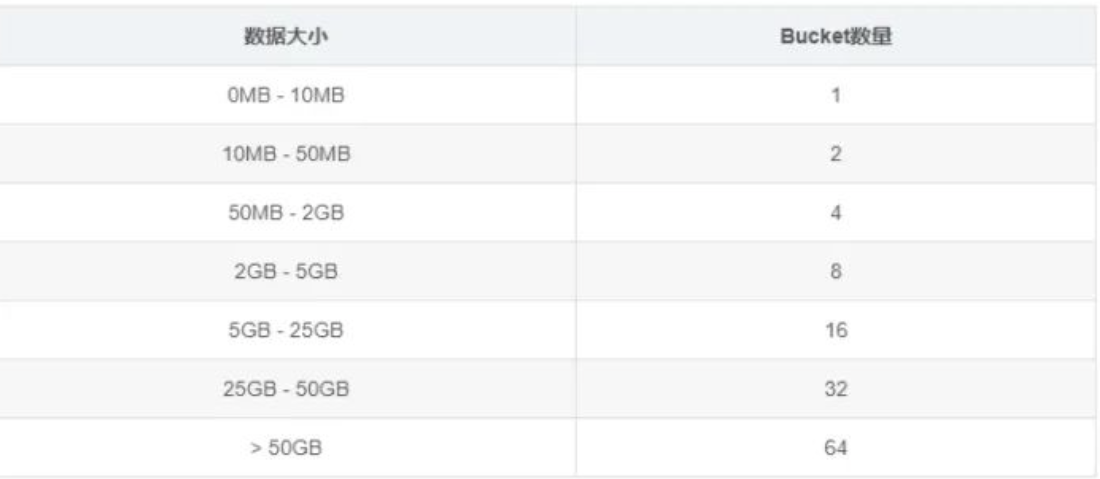 数据大小 Bucket数量
0MB - 10MB 1
10MB - 50MB 2
50MB - 2GB 4
2GB - 5GB 8
5GB - 25GB 16
25GB - 50GB 32
> 50GB 64